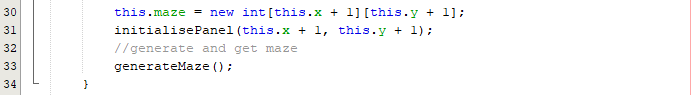 30 this.maze = new int[this.x + 1][this.y + 1];
31 initialisePanel(this.x + 1, this.y + 1);
32 //generate and get maze
33 generateMaze();
34 }